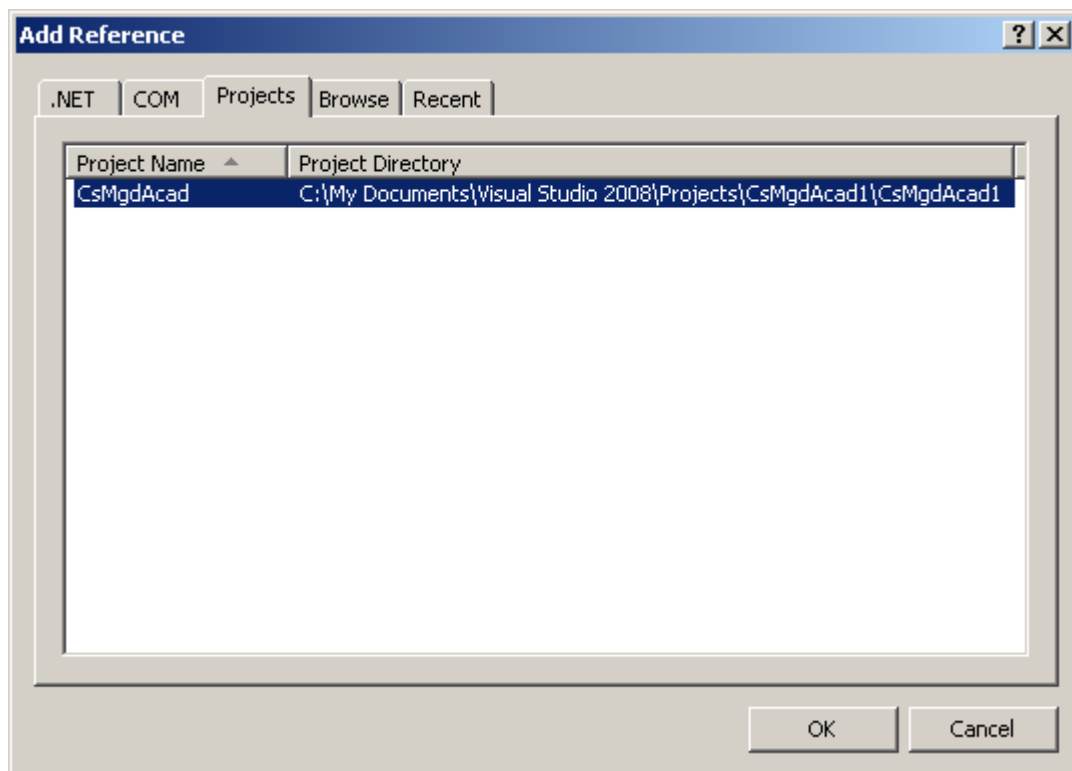 Add Reference
.NET COM Projects Browse Recent
Project Name Project Directory
CsMgdAcad C:\My Documents\Visual Studio 2008\Projects\CsMgdAcad1\CsMgdAcad1
OK Cancel